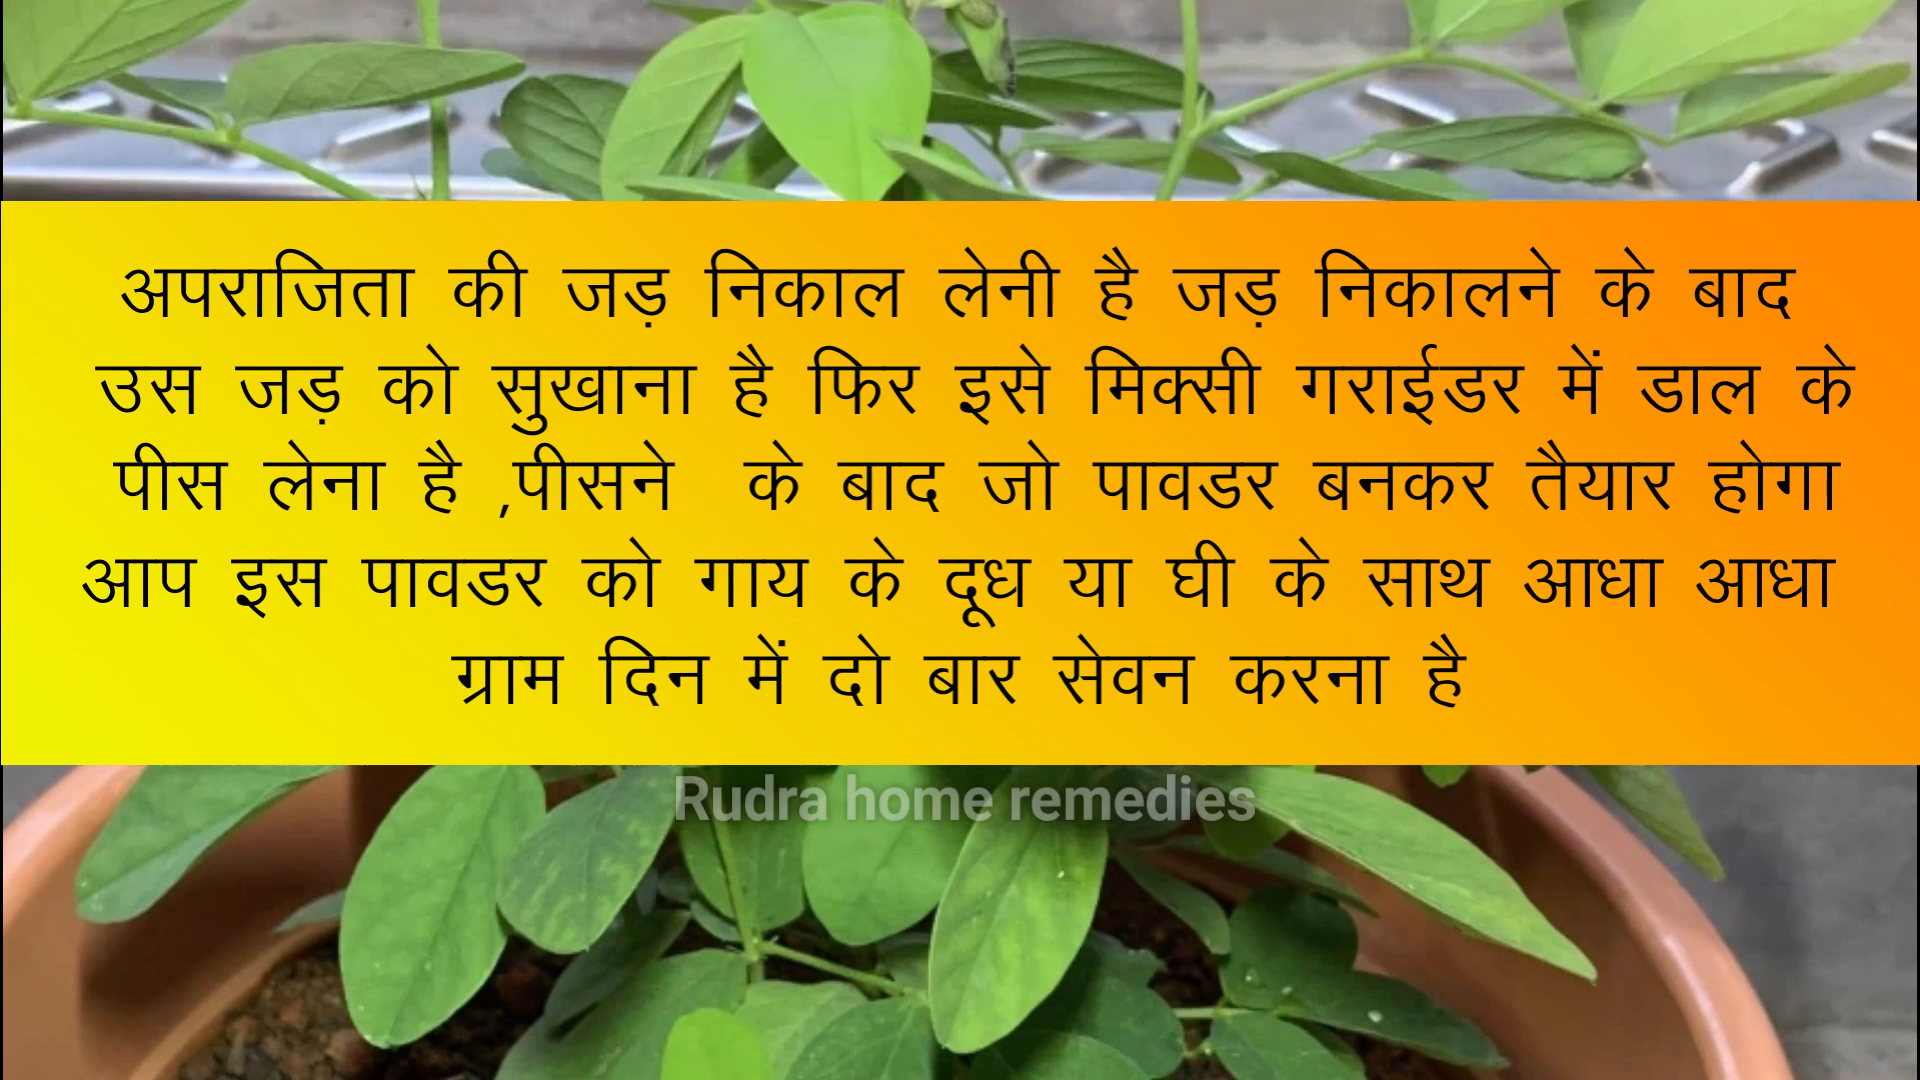 अपराजिता की जड़ निकाल लेनी है जड़ निकालने के बाद
उस जड़ को सुखाना है फिर इसे मिक्सी गराईडर में डाल के
पीस लेना है ,पीसने के बाद जो पावडर बनकर तैयार होगा
आप इस पावडर को गाय के दूध या घी के साथ आधा आधा
ग्राम दिन में दो बार सेवन करना है
Rudra home remedies